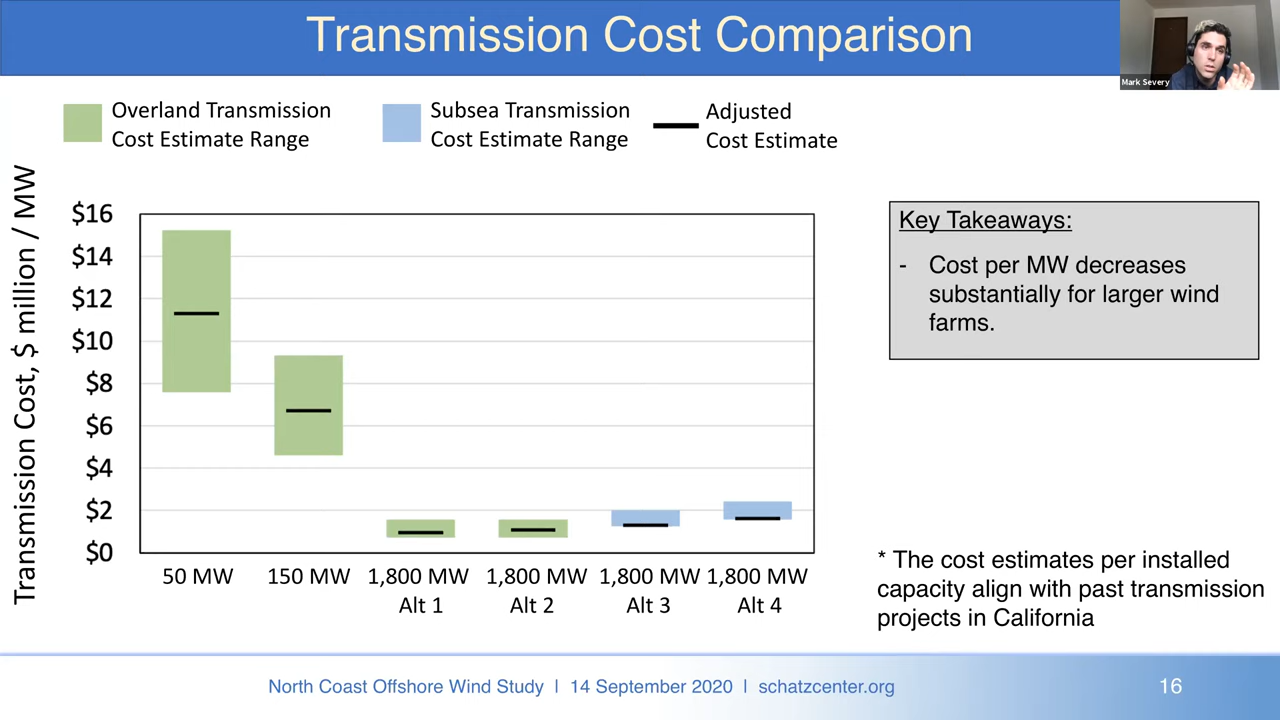 Transmission Cost Comparison
Mark Severy
Overland Transmission
Cost Estimate Range
Subsea Transmission
Cost Estimate Range
Adjusted
Cost Estimate
Transmission Cost, $ million / MW
$16
$14
$12
$10
$8
$6
$4
$2
$0
50 MW
150 MW
1,800 MW
Alt 1
1,800 MW
Alt 2
1,800 MW
Alt 3
1,800 MW
Alt 4
Key Takeaways:
- Cost per MW decreases
substantially for larger wind
farms.
* The cost estimates per installed
capacity align with past transmission
projects in California
North Coast Offshore Wind Study | 14 September 2020 | schatzcenter.org
16